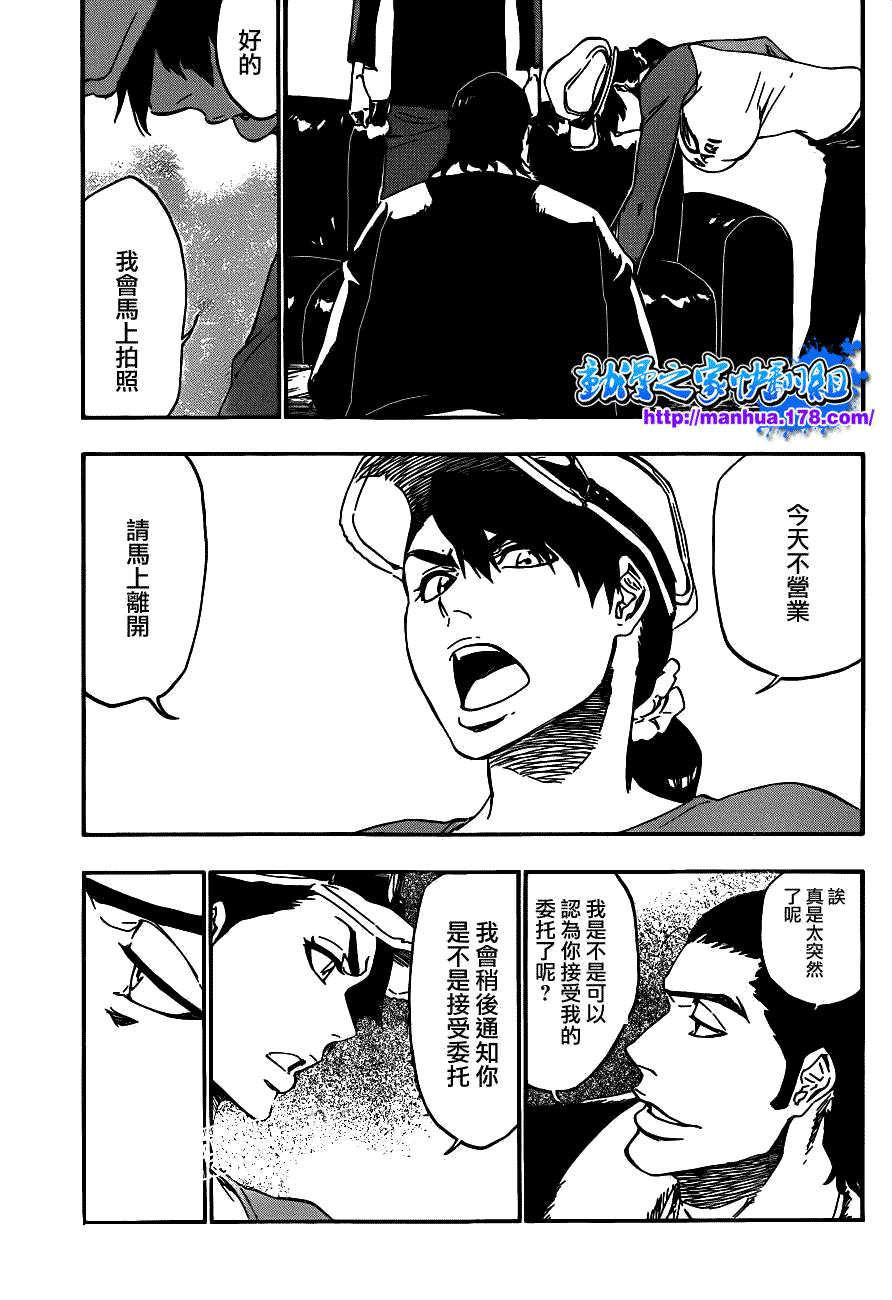 好的
我會馬上拍照
動漫之家快翻組
http://manhua.178.com/
今天不營業
請馬上離開
誒
真是太突然
了呢
我是不是可以
認為你接受我的
委托了呢？
我會稍後通知你
是不是接受委托